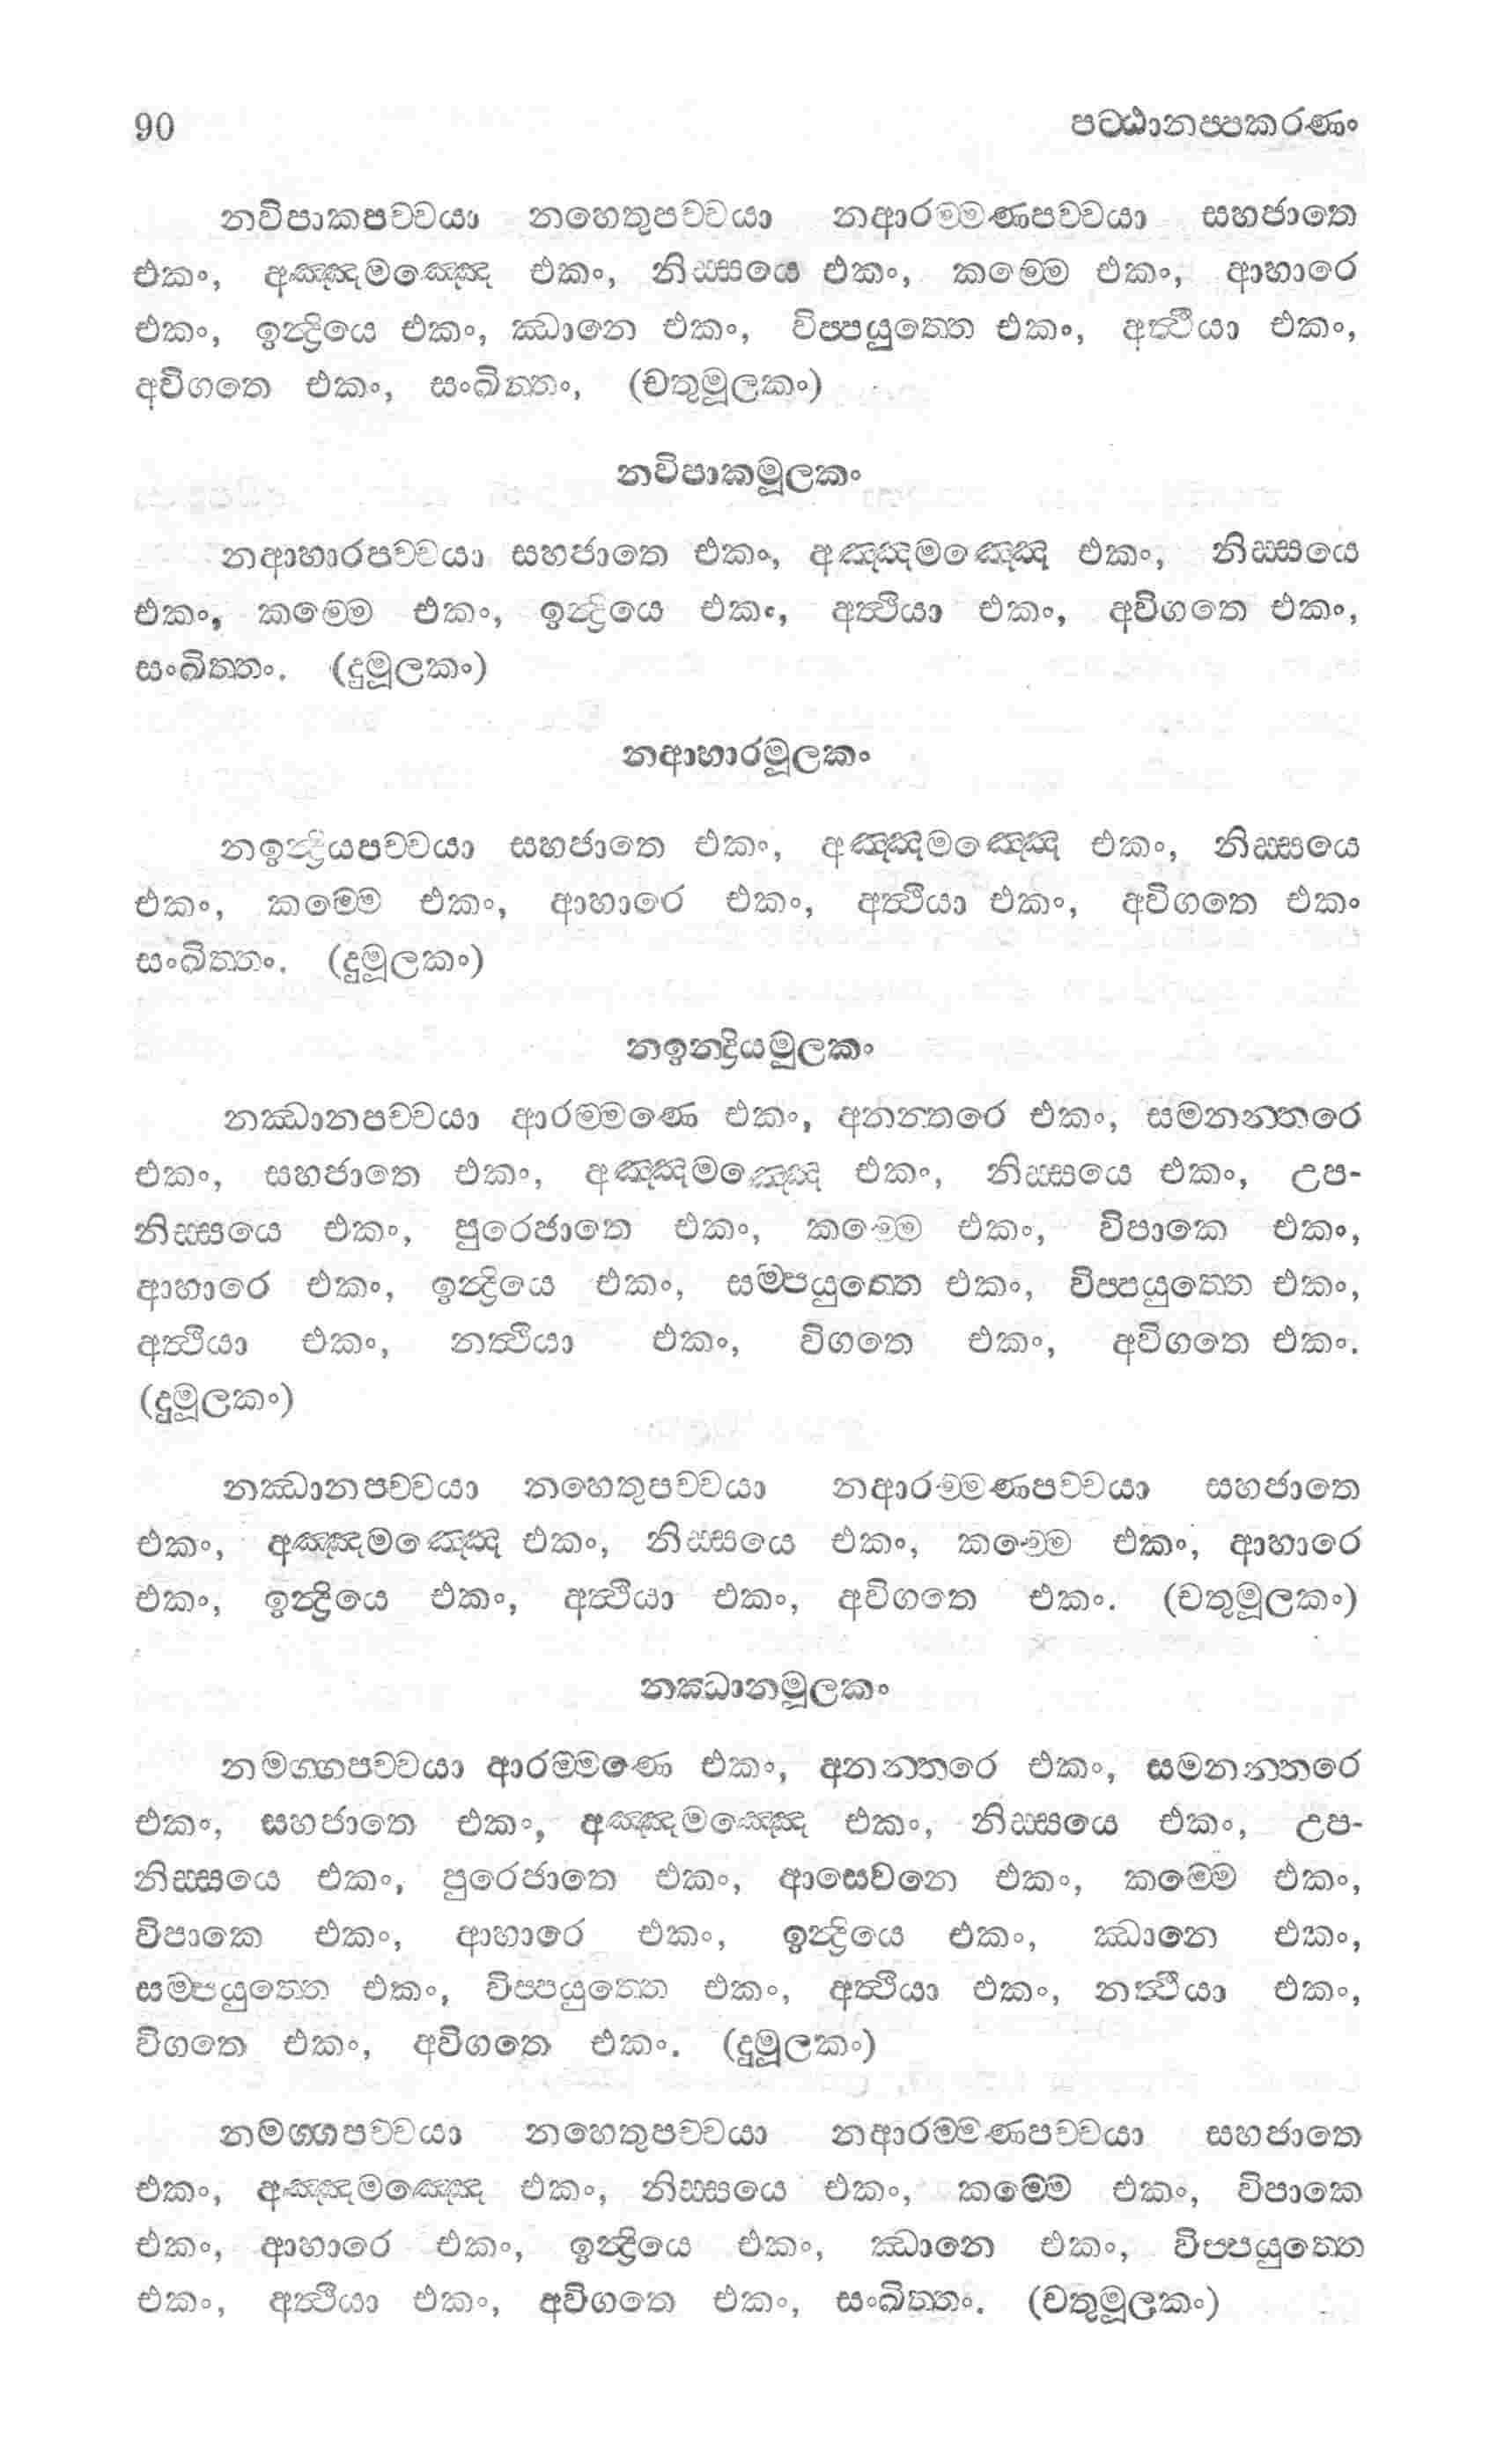 90 පට්ඨානප්පකරණං
නවිපාකපච්චයා නහෙතුපච්චයා නආරම්මණපච්චයා සහජාතෙ
එකං, අඤ්ඤමඤ්ඤෙ එකං, නිස්සයෙ එකං, කම්මෙ එකං, ආහාරෙ
එකං, ඉන්ද්‍රියෙ එකං, ඣානෙ එකං, විප්පයුත්තෙ එකං, අත්ථියා එකං,
අවිගතෙ එකං, සංඛිත්තං, (චතුමූලකං)
නවිපාකමූලකං
නආහාරපච්චයා සහජාතෙ එකං, අඤ්ඤමඤ්ඤෙ එකං, නිස්සයෙ
එකං, කම්මෙ එකං, ඉන්ද්‍රියෙ එකං, අත්ථියා එකං, අවිගතෙ එකං,
සංඛිත්තං. (දුමූලකං)
නආහාරමූලකං
නඉන්ද්‍රියපච්චයා සහජාතෙ එකං, අඤ්ඤමඤ්ඤෙ එකං, නිස්සයෙ
එකං, කම්මෙ එකං, ආහාරෙ එකං, අත්ථියා එකං, අවිගතෙ එකං
සංඛිත්තං. (දුමූලකං)
නඉනද්‍රියමූලකං
නඣානපච්චයා ආරම්මණෙ එකං, අනන්තරෙ එකං, සමනන්තරෙ
එකං, සහජාතෙ එකං, අඤ්ඤමඤ්ඤෙ එකං, නිස්සයෙ එකං, උප-
නිස්සයෙ එකං, පුරෙජාතෙ එකං, කම්මෙ එකං, විපාකෙ එකං,
ආහාරෙ එකං, ඉන්ද්‍රියෙ එකං, සම්පයුත්තෙ එකං, විප්පයුත්තෙ එකං,
අත්ථියා එකං, නත්ථියා එකං, විගතෙ එකං, අවිගතෙ එකං.
(දුමූලකං)
නඣානපච්චයා නහෙතුපච්චයා නආරම්මණපච්චයා සහජාතෙ
එකං, අඤ්ඤමඤ්ඤෙ එකං, නිස්සයෙ එකං, කම්මෙ එකං, ආහාරෙ
එකං, ඉන්ද්‍රියෙ එකං, අත්ථියා එකං, අවිගතෙ එකං. (චතුමූලකං)
නඣානමූලකං
නමග්ගපච්චයා ආරම්මණෙ එකං, අනන්තරෙ එකං, සමනන්තරෙ
එකං, සහජාතෙ එකං, අඤ්ඤමඤ්ඤෙ එකං, නිස්සයෙ එකං, උප-
නිස්සයෙ එකං, පුරෙජාතෙ එකං, ආසෙවනෙ එකං, කම්මෙ එකං,
විපාකෙ එකං, ආහාරෙ එකං, ඉන්ද්‍රියෙ එකං, ඣානෙ එකං,
සම්පයුත්තෙ එකං, විප්පයුත්තෙ එකං, අත්ථියා එකං, නත්ථියා එකං,
විගතෙ එකං, අවිගතෙ එකං. (දුමූලකං)
නමග්ගපච්චයා නහෙතුපච්චයා නආරම්මණපච්චයා සහජාතෙ
එකං, අඤ්ඤමඤ්ඤෙ එකං, නිස්සයෙ එකං, කම්මෙ එකං, විපාකෙ
එකං, ආහාරෙ එකං, ඉන්ද්‍රියෙ එකං, ඣානෙ එකං, විප්පයුත්තෙ
එකං, අත්ථියා එකං, අවිගතෙ එකං, සංඛිත්තං. (චතුමූලකං)